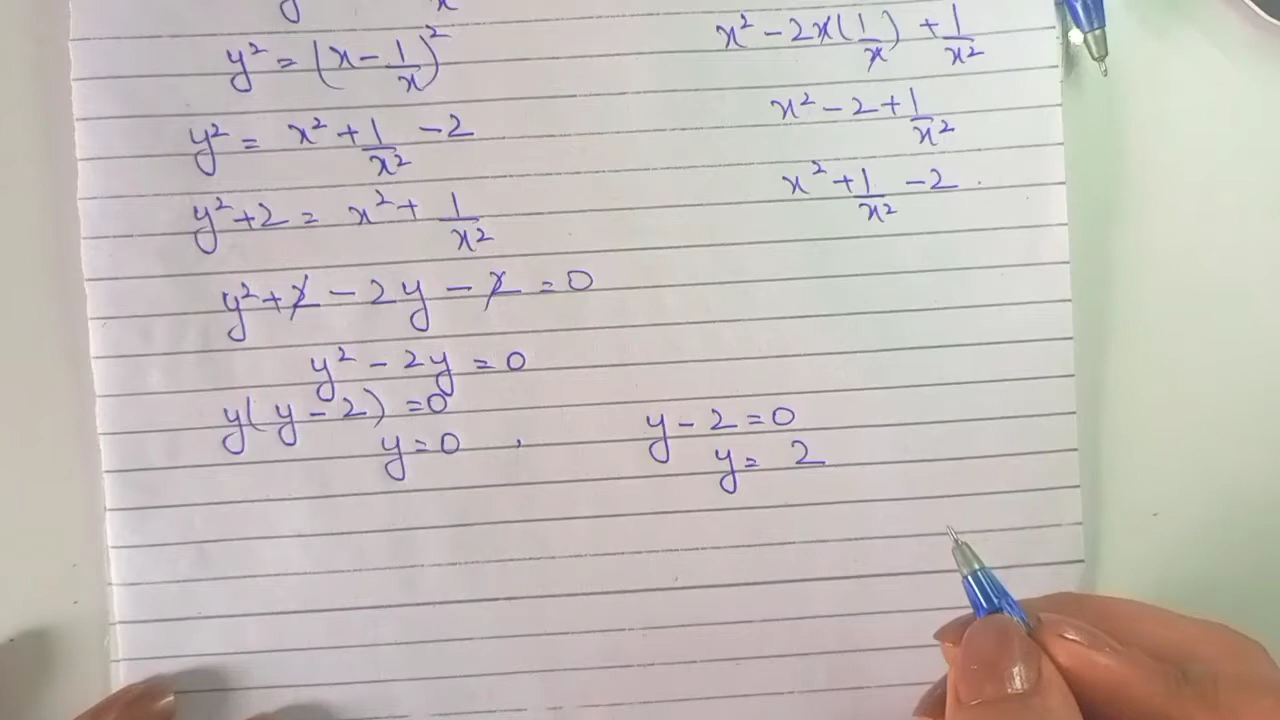 y² = (x - 1/x)²
y² = x² + 1/x² - 2
y² + 2 = x² + 1/x²
y² + 2 - 2y - 2 = 0
y² - 2y = 0
y(y - 2) = 0
y = 0 ,
y - 2 = 0
y = 2
x² - 2x(1/x) + 1/x²
x² - 2 + 1/x²
x² + 1/x² - 2 .